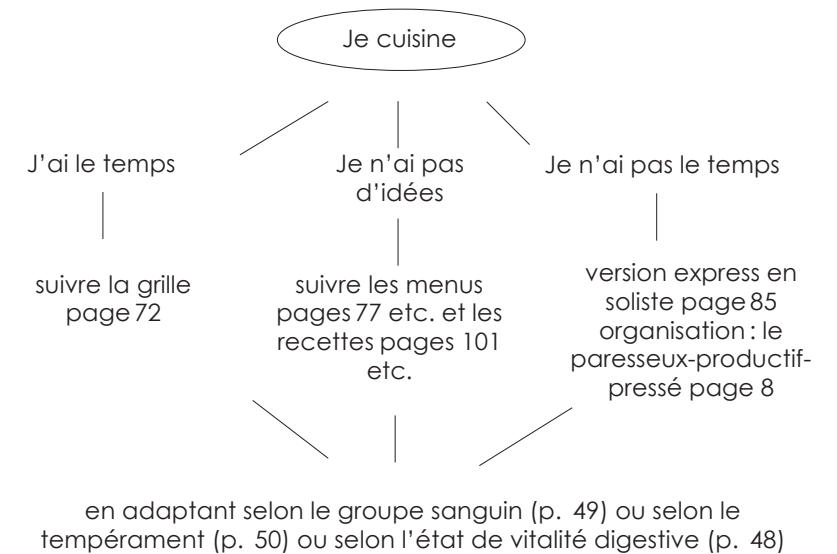 Je cuisine
J'ai le temps
Je n'ai pas
d'idées
Je n'ai pas le temps
suivre la grille
page 72
suivre les menus
pages 77 etc. et les
recettes pages 101
etc.
version express en
soliste page 85
organisation : le
paresseux-productif-
pressé page 8
en adaptant selon le groupe sanguin (p. 49) ou selon le
tempérament (p. 50) ou selon l'état de vitalité digestive (p. 48)